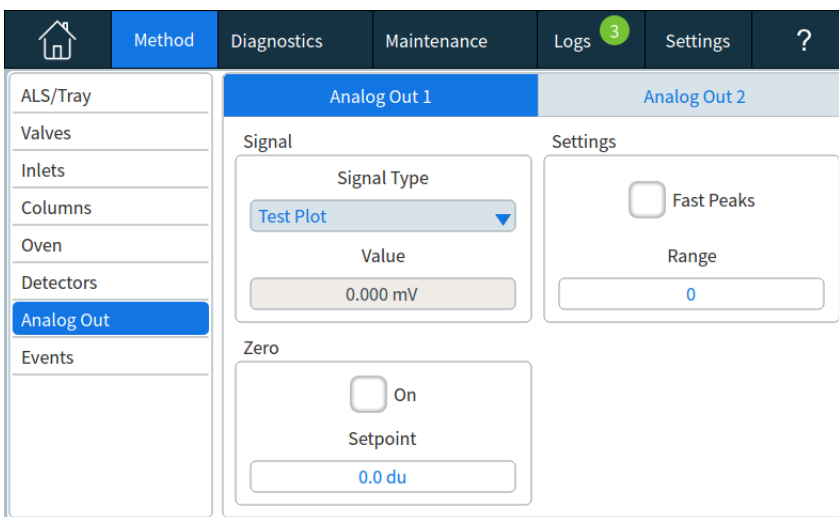 Method Diagnostics Maintenance Logs 3 Settings ?
ALS/Tray
Valves
Inlets
Columns
Oven
Detectors
Analog Out
Events
Analog Out 1 Analog Out 2
Signal
Signal Type
Test Plot
Value
0.000 mV
Settings
Fast Peaks
Range
0
Zero
On
Setpoint
0.0 du